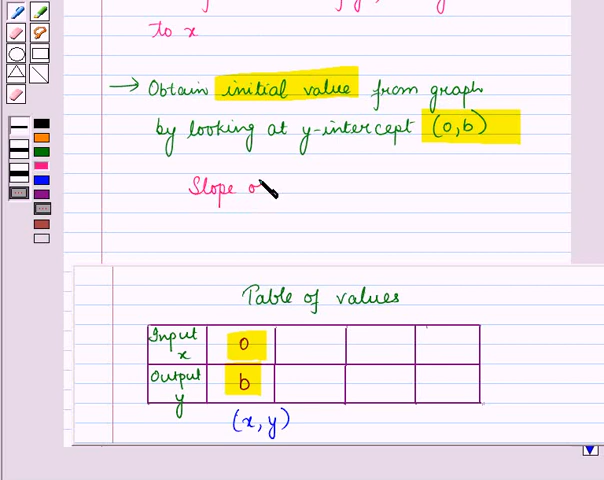 to x
→ Obtain initial value from graph
by looking at y-intercept (0,b)
Slope o
Table of values
Input x 0
Output y b
(x, y)